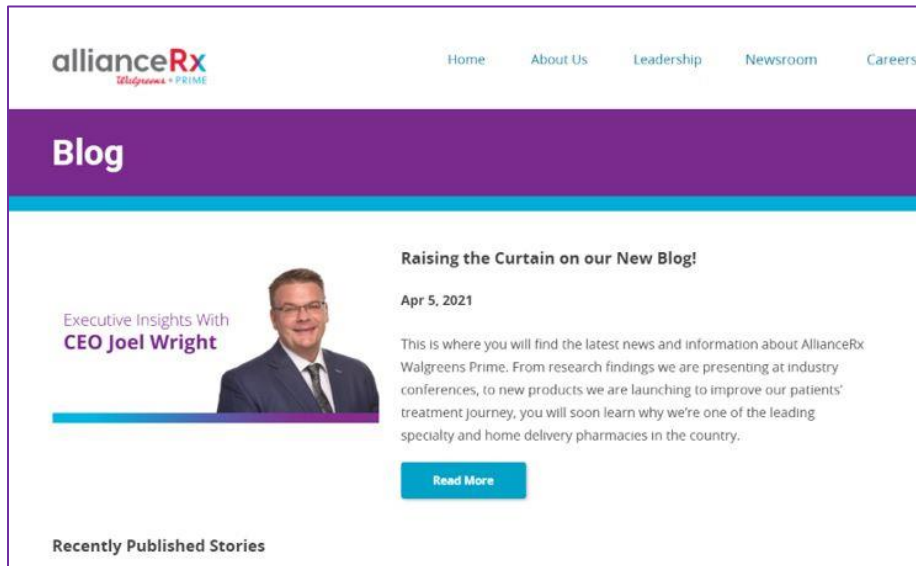 allianceRx
Walgreens + PRIME
Home About Us Leadership Newsroom Careers
Blog
Executive Insights With
CEO Joel Wright
Raising the Curtain on our New Blog!
Apr 5, 2021
This is where you will find the latest news and information about AllianceRx
Walgreens Prime. From research findings we are presenting at industry
conferences, to new products we are launching to improve our patients'
treatment journey, you will soon learn why we're one of the leading
specialty and home delivery pharmacies in the country.
Read More
Recently Published Stories